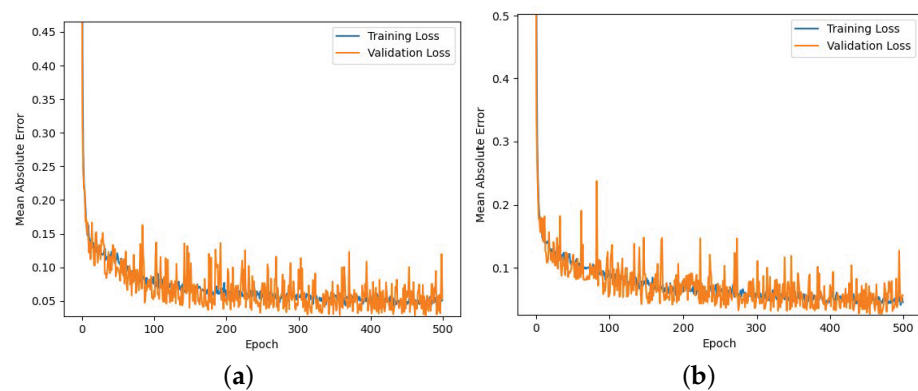 Training Loss
Validation Loss
0.45
0.40
0.35
0.30
0.25
0.20
0.15
0.10
0.05
Mean Absolute Error
0 100 200 300 400 500
Epoch
(a)
Training Loss
Validation Loss
0.5
0.4
0.3
0.2
0.1
Mean Absolute Error
0 100 200 300 400 500
Epoch
(b)